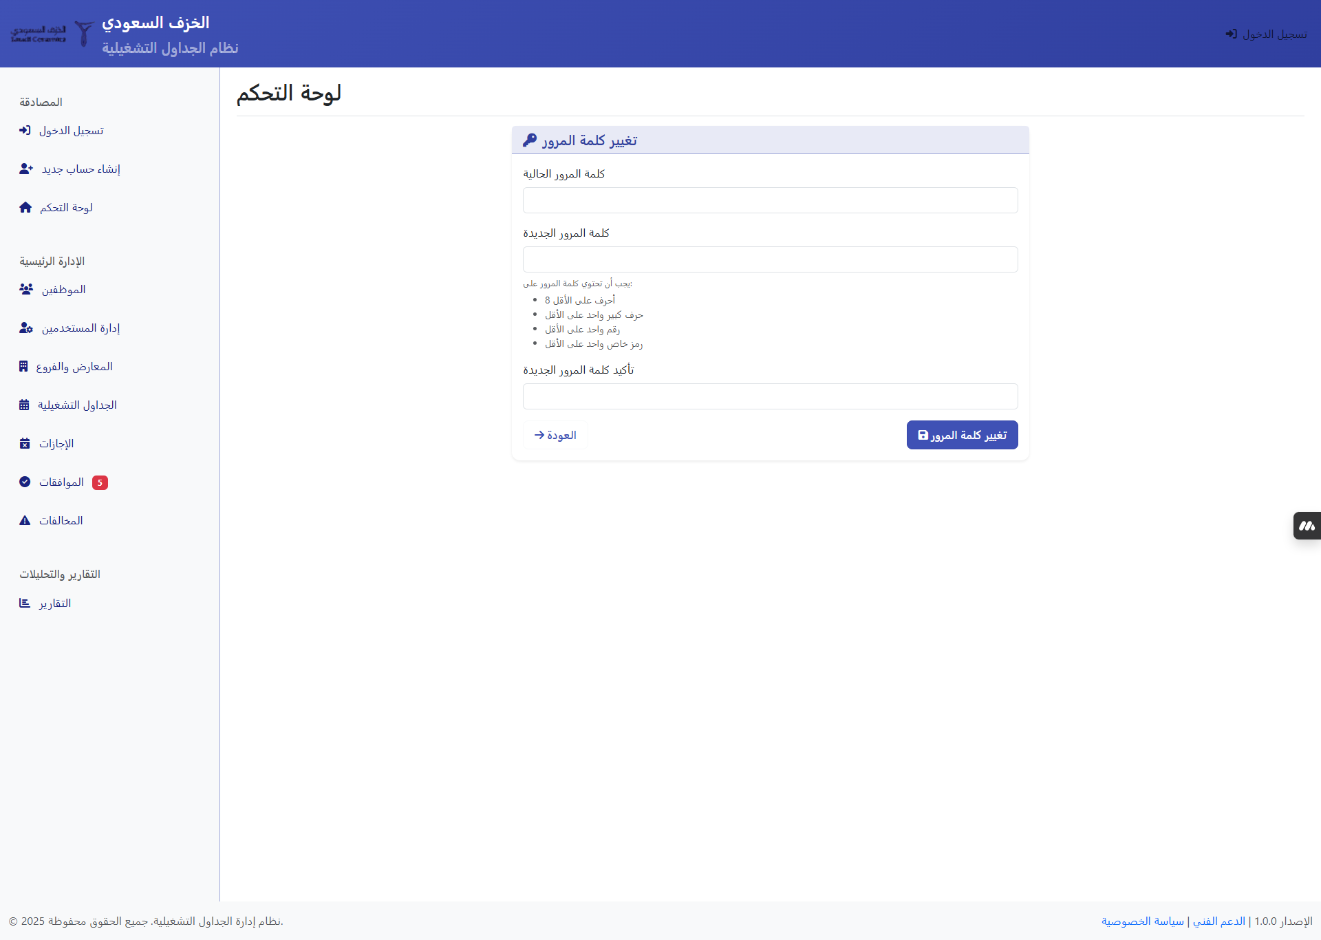 الخزف السعودي
Saudi Ceramics
الخزف السعودي
نظام الجداول التشغيلية
تسجيل الدخول
المصادقة
تسجيل الدخول
إنشاء حساب جديد
لوحة التحكم
الإدارة الرئيسية
الموظفين
إدارة المستخدمين
المعارض والفروع
الجداول التشغيلية
الإجازات
الموافقات 5
المخالفات
التقارير والتحليلات
التقارير
لوحة التحكم
تغيير كلمة المرور
كلمة المرور الحالية
كلمة المرور الجديدة
يجب أن تحتوي كلمة المرور على:
8 أحرف على الأقل
حرف كبير واحد على الأقل
رقم واحد على الأقل
رمز خاص واحد على الأقل
تأكيد كلمة المرور الجديدة
العودة
تغيير كلمة المرور
© 2025 نظام إدارة الجداول التشغيلية. جميع الحقوق محفوظة.
الإصدار 1.0.0 | الدعم الفني | سياسة الخصوصية